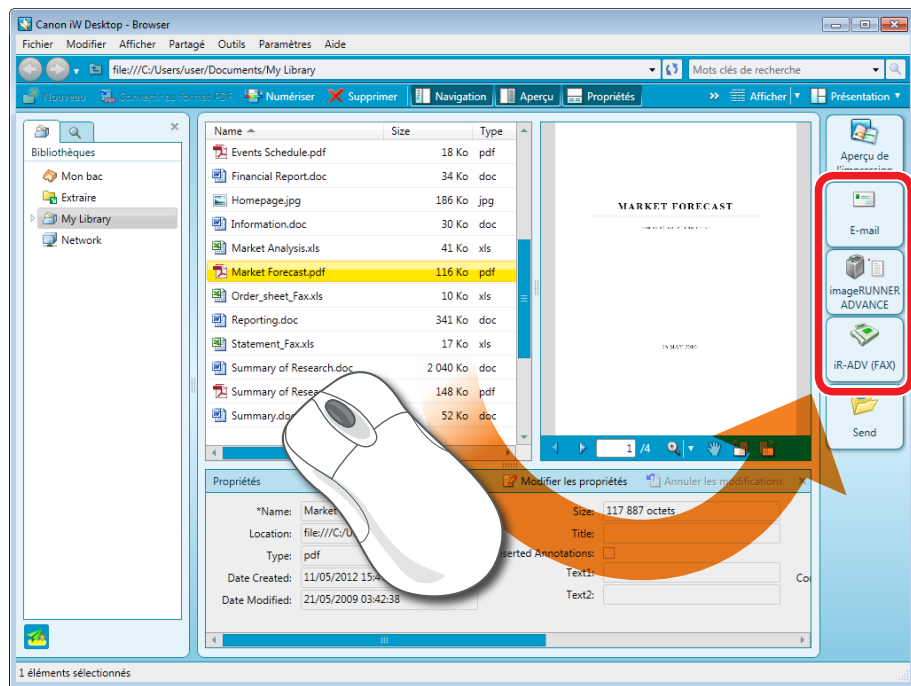 Canon iW Desktop - Browser
Fichier Modifier Afficher Partagé Outils Paramètres Aide
file:///C:/Users/user/Documents/My Library
Mots clés de recherche
Nouveau Convertir au format PDF Numériser Supprimer Navigation Aperçu Propriétés » Afficher Présentation
Bibliothèques
Mon bac
Extraire
My Library
Network
Name Size Type
Events Schedule.pdf 18 Ko pdf
Financial Report.doc 34 Ko doc
Homepage.jpg 186 Ko jpg
Information.doc 30 Ko doc
Market Analysis.xls 41 Ko xls
Market Forecast.pdf 116 Ko pdf
Order_sheet_Fax.xls 10 Ko xls
Reporting.doc 341 Ko doc
Statement_Fax.xls 17 Ko xls
Summary of Research.doc 2 040 Ko doc
Summary of Resea 148 Ko pdf
Summary.do 52 Ko doc
MARKET FORECAST
1 /4
Aperçu de
l'impression
E-mail
imageRUNNER
ADVANCE
iR-ADV (FAX)
Send
Propriétés Modifier les propriétés Annuler les modifications
*Name: Market
Location: file:///C:/U
Type: pdf
Date Created: 11/05/2012 15:4
Date Modified: 21/05/2009 03:42:38
Size: 117 887 octets
Title:
serted Annotations:
Text1:
Text2:
Co
1 éléments sélectionnés